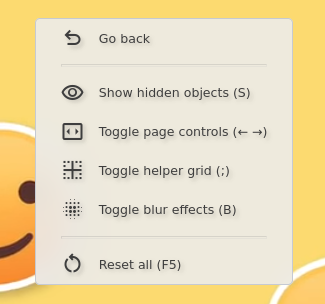 Go back
Show hidden objects (S)
Toggle page controls (← →)
Toggle helper grid (;)
Toggle blur effects (B)
Reset all (F5)